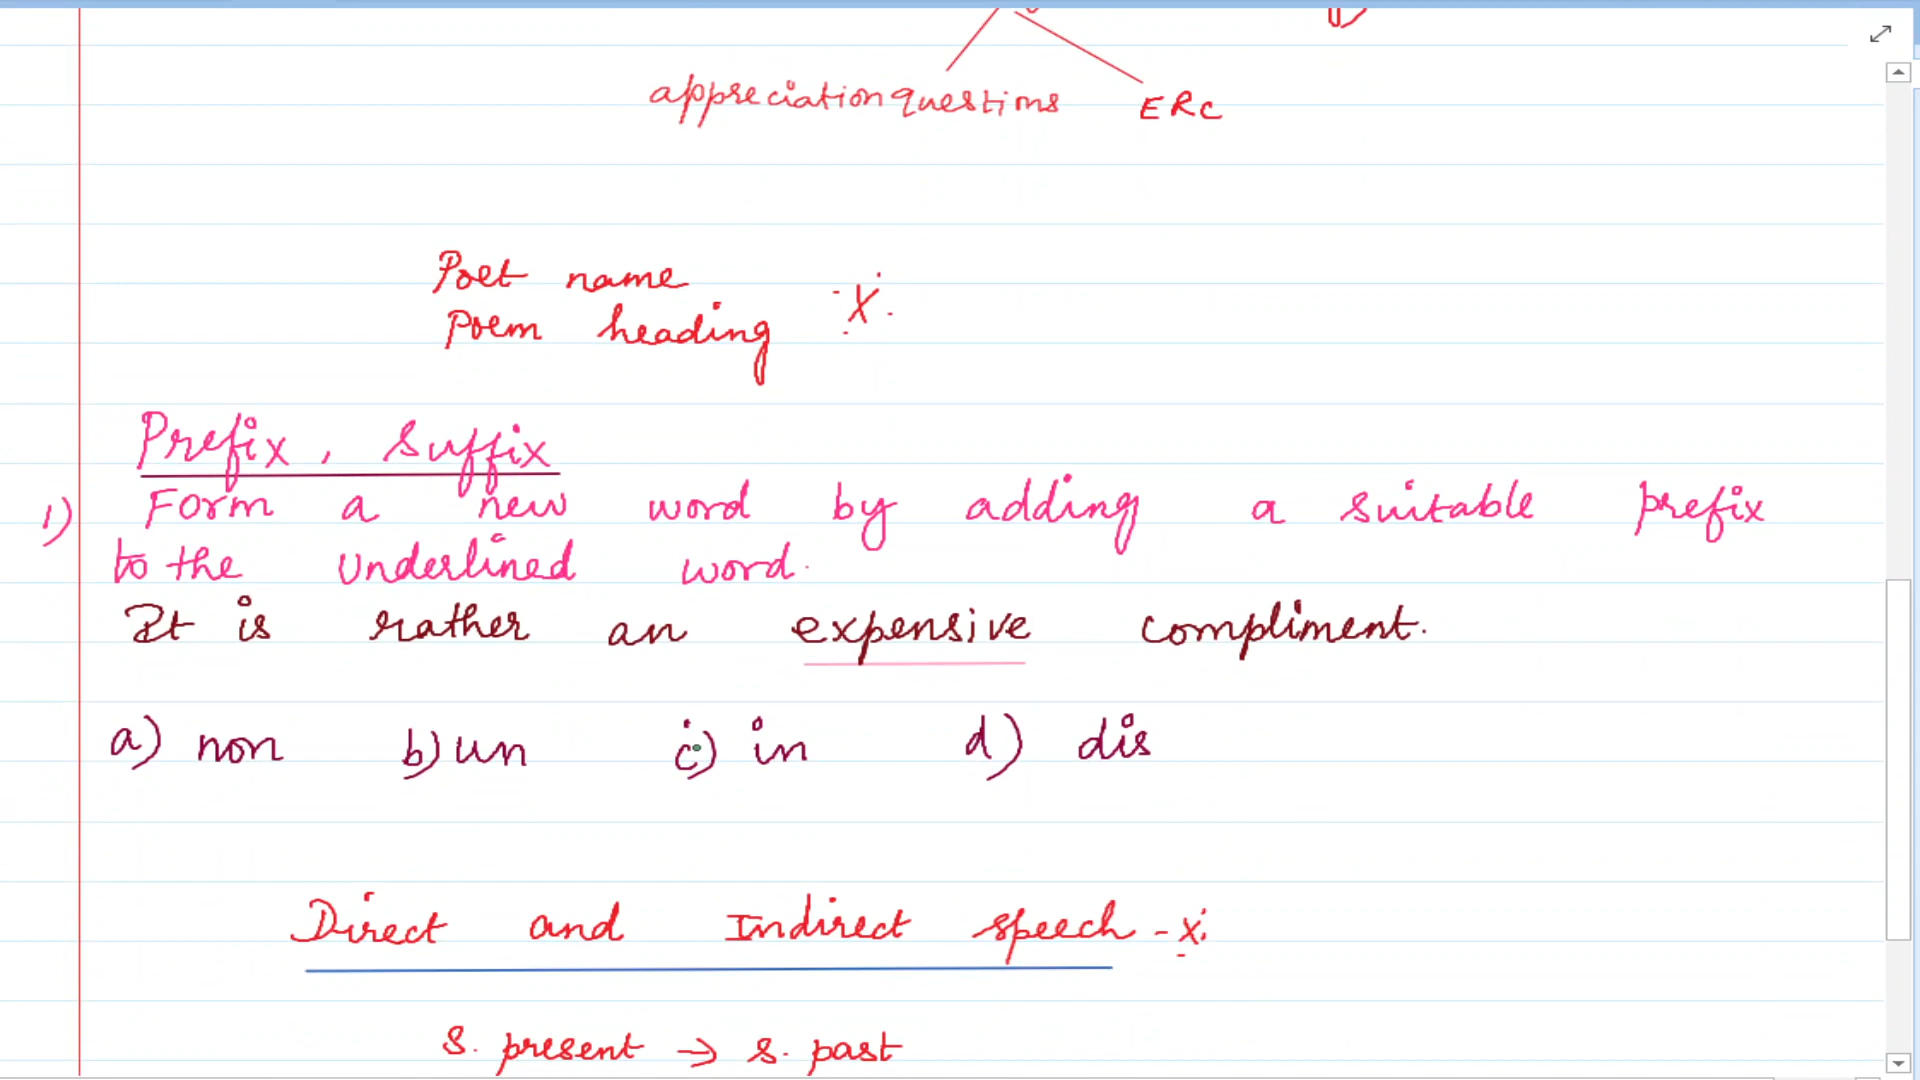 appreciation questions ERC
Poet name
Poem heading X
Prefix, Suffix
1) Form a new word by adding a suitable prefix
to the underlined word.
It is rather an expensive compliment.
a) non b) un c) in d) dis
Direct and Indirect speech - X
S. present → S. past